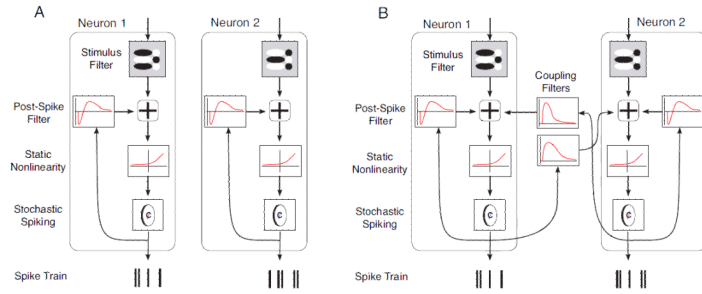 A
Neuron 1
Neuron 2
Stimulus
Filter
Post-Spike
Filter
Static
Nonlinearity
Stochastic
Spiking
Spike Train
B
Neuron 1
Neuron 2
Stimulus
Filter
Coupling
Filters
Post-Spike
Filter
Static
Nonlinearity
Stochastic
Spiking
Spike Train